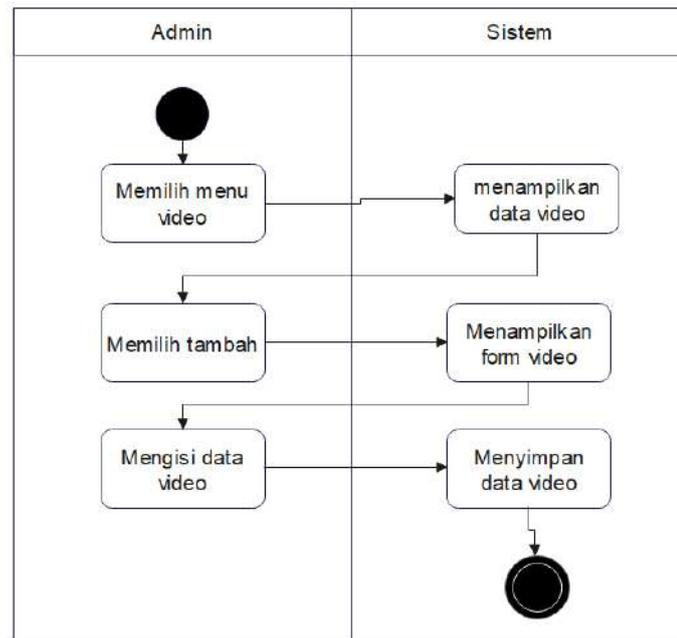 Admin
Sistem
Memilih menu
video
menampilkan
data video
Memilih tambah
Menampilkan
form video
Mengisi data
video
Menyimpan
data video